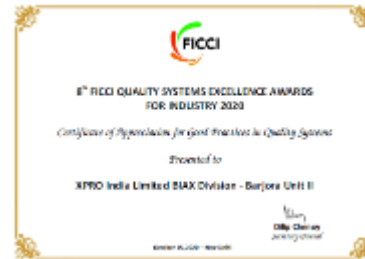 FICCI
8th FICCI QUALITY SYSTEMS EXCELLENCE AWARDS
FOR INDUSTRY 2020
Certificate of Appreciation for Good Practices in Quality Systems
Presented to
XPRO India Limited BIAX Division - Barjora Unit II
Dilip Chenoy
Secretary General
2020 - New Delhi